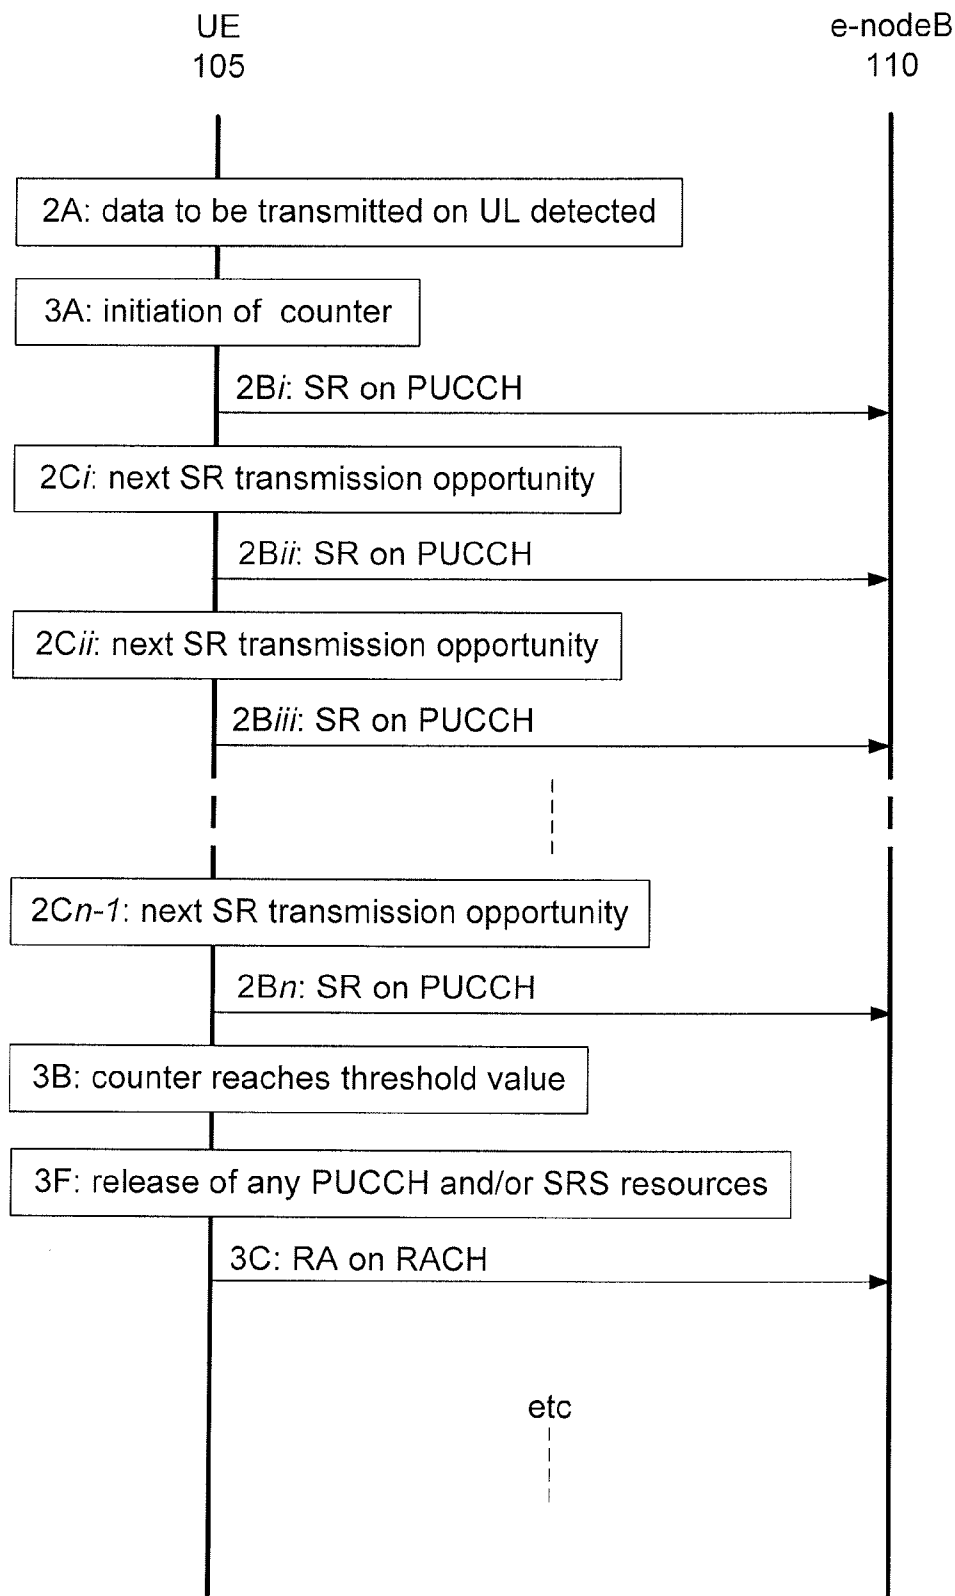 UE
105
e-nodeB
110
2A: data to be transmitted on UL detected
3A: initiation of counter
2Bi: SR on PUCCH
2Ci: next SR transmission opportunity
2Bii: SR on PUCCH
2Cii: next SR transmission opportunity
2Biii: SR on PUCCH
2Cn-1: next SR transmission opportunity
2Bn: SR on PUCCH
3B: counter reaches threshold value
3F: release of any PUCCH and/or SRS resources
3C: RA on RACH
etc